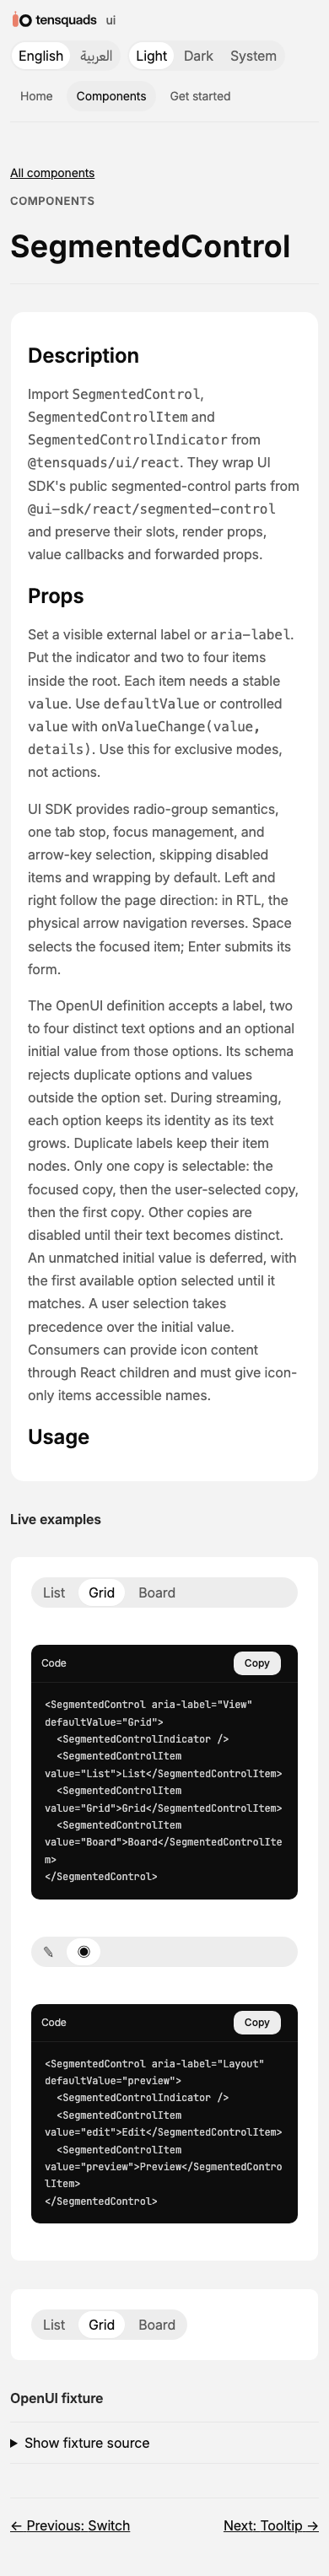 tensquads ui
English العربية Light Dark System
Home Components Get started
All components
COMPONENTS
SegmentedControl
Description
Import SegmentedControl,
SegmentedControlItem and
SegmentedControlIndicator from
@tensquads/ui/react. They wrap UI
SDK's public segmented-control parts from
@ui-sdk/react/segmented-control
and preserve their slots, render props,
value callbacks and forwarded props.
Props
Set a visible external label or aria-label.
Put the indicator and two to four items
inside the root. Each item needs a stable
value. Use defaultValue or controlled
value with onValueChange(value,
details). Use this for exclusive modes,
not actions.
UI SDK provides radio-group semantics,
one tab stop, focus management, and
arrow-key selection, skipping disabled
items and wrapping by default. Left and
right follow the page direction: in RTL, the
physical arrow navigation reverses. Space
selects the focused item; Enter submits its
form.
The OpenUI definition accepts a label, two
to four distinct text options and an optional
initial value from those options. Its schema
rejects duplicate options and values
outside the option set. During streaming,
each option keeps its identity as its text
grows. Duplicate labels keep their item
nodes. Only one copy is selectable: the
focused copy, then the user-selected copy,
then the first copy. Other copies are
disabled until their text becomes distinct.
An unmatched initial value is deferred, with
the first available option selected until it
matches. A user selection takes
precedence over the initial value.
Consumers can provide icon content
through React children and must give icon-
only items accessible names.
Usage
Live examples
List Grid Board
Code Copy
<SegmentedControl aria-label="View"
defaultValue="Grid">
  <SegmentedControlIndicator />
  <SegmentedControlItem
value="List">List</SegmentedControlItem>
  <SegmentedControlItem
value="Grid">Grid</SegmentedControlItem>
  <SegmentedControlItem
value="Board">Board</SegmentedControlIte
m>
</SegmentedControl>
✎ ◉
Code Copy
<SegmentedControl aria-label="Layout"
defaultValue="preview">
  <SegmentedControlIndicator />
  <SegmentedControlItem
value="edit">Edit</SegmentedControlItem>
  <SegmentedControlItem
value="preview">Preview</SegmentedContro
lItem>
</SegmentedControl>
List Grid Board
OpenUI fixture
▶ Show fixture source
← Previous: Switch Next: Tooltip →